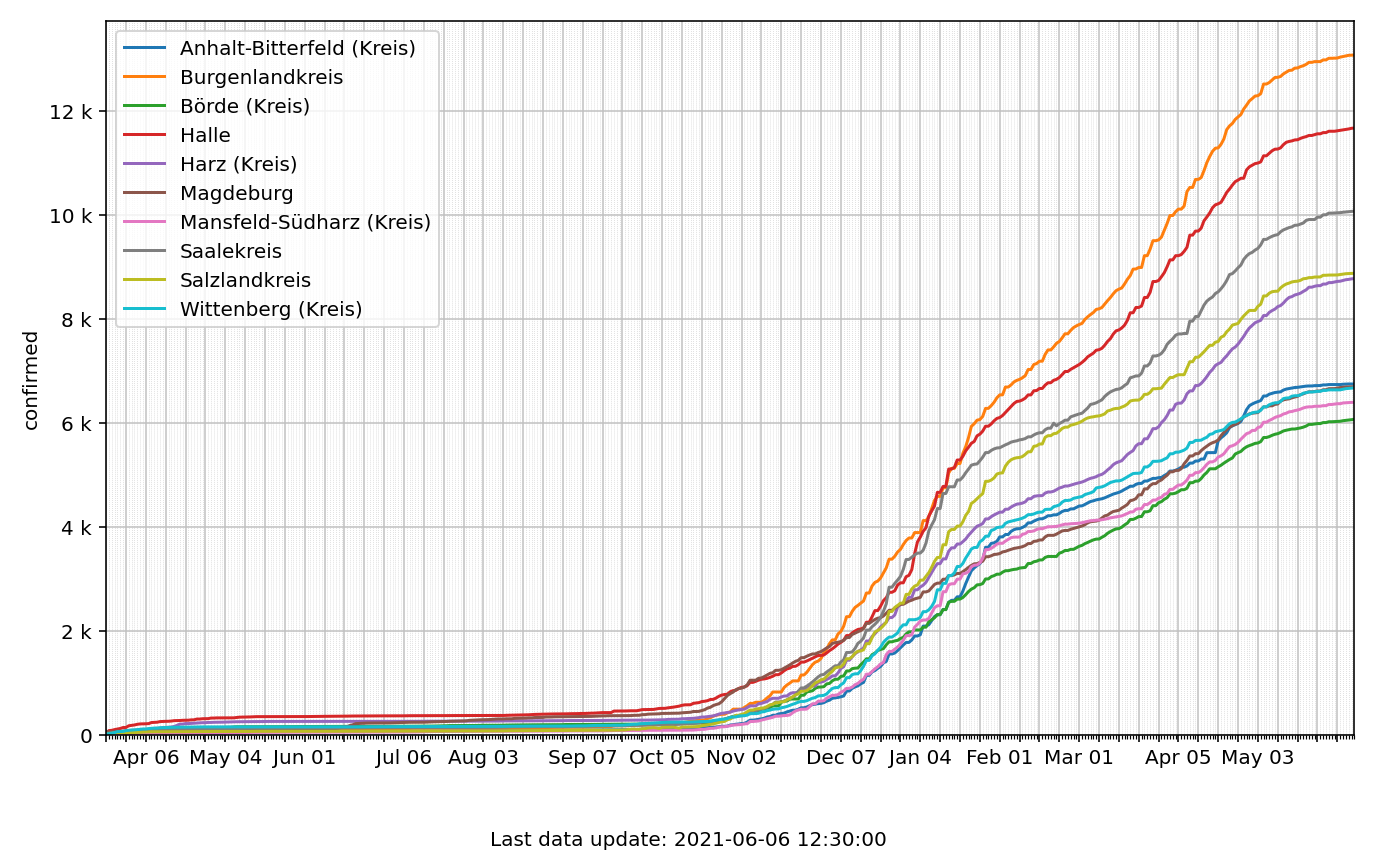 Anhalt-Bitterfeld (Kreis)
Burgenlandkreis
Börde (Kreis)
Halle
Harz (Kreis)
Magdeburg
Mansfeld-Südharz (Kreis)
Saalekreis
Salzlandkreis
Wittenberg (Kreis)
12 k
10 k
8 k
6 k
4 k
2 k
0
confirmed
Apr 06 May 04 Jun 01 Jul 06 Aug 03 Sep 07 Oct 05 Nov 02 Dec 07 Jan 04 Feb 01 Mar 01 Apr 05 May 03
Last data update: 2021-06-06 12:30:00